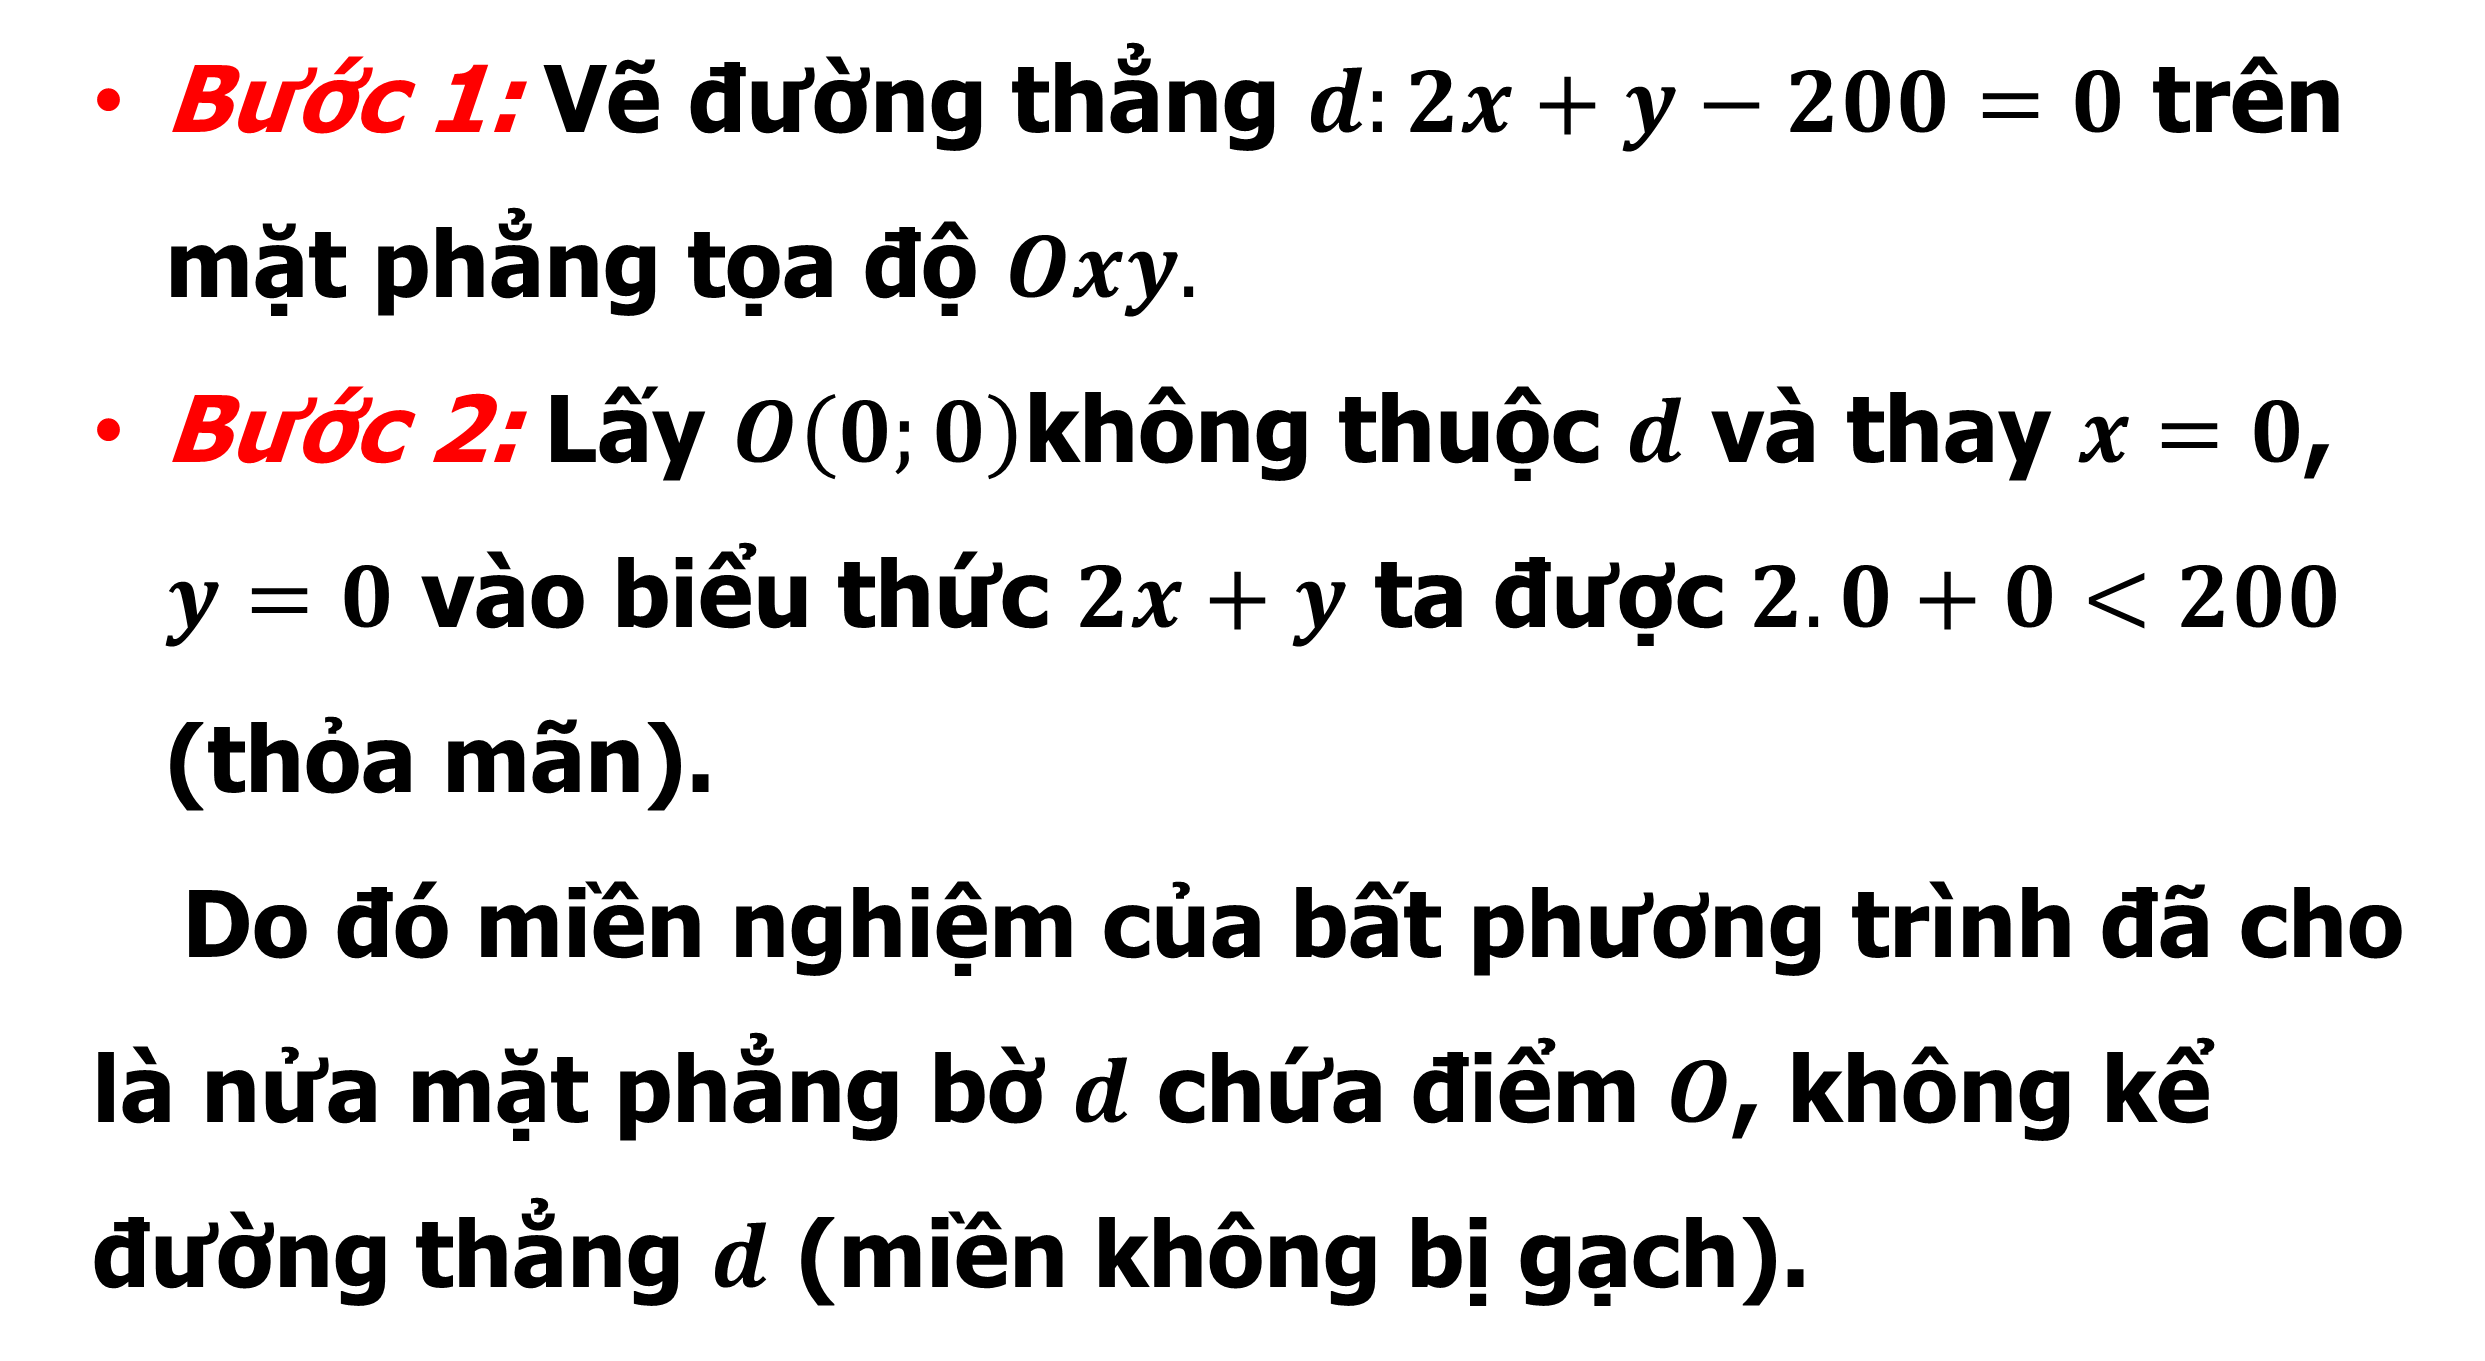 • Bước 1: Vẽ đường thẳng d: 2x + y − 200 = 0 trên
mặt phẳng tọa độ Oxy.
• Bước 2: Lấy O(0; 0)không thuộc d và thay x = 0,
y = 0 vào biểu thức 2x + y ta được 2. 0 + 0 < 200
(thỏa mãn).
Do đó miền nghiệm của bất phương trình đã cho
là nửa mặt phẳng bờ d chứa điểm O, không kể
đường thẳng d (miền không bị gạch).